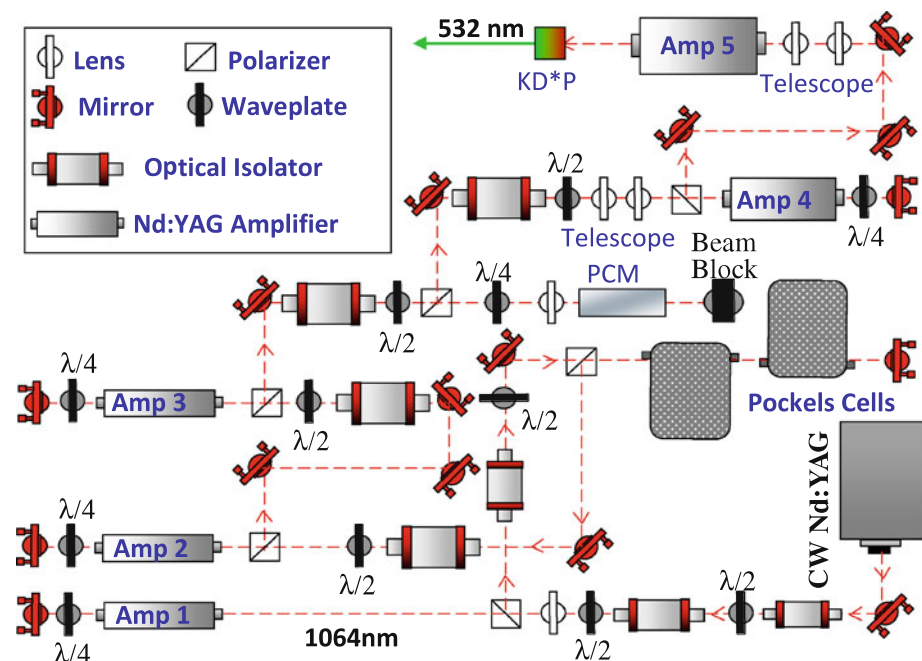 532 nm
Amp 5
KD*P
Telescope
Lens
Polarizer
Mirror
Waveplate
Optical Isolator
Nd:YAG Amplifier
λ/2
Amp 4
λ/4
Telescope
Beam
Block
PCM
λ/4
λ/2
λ/4
Amp 3
λ/2
λ/2
Pockels Cells
CW Nd:YAG
λ/4
Amp 2
λ/2
λ/2
Amp 1
λ/4
1064nm
λ/2